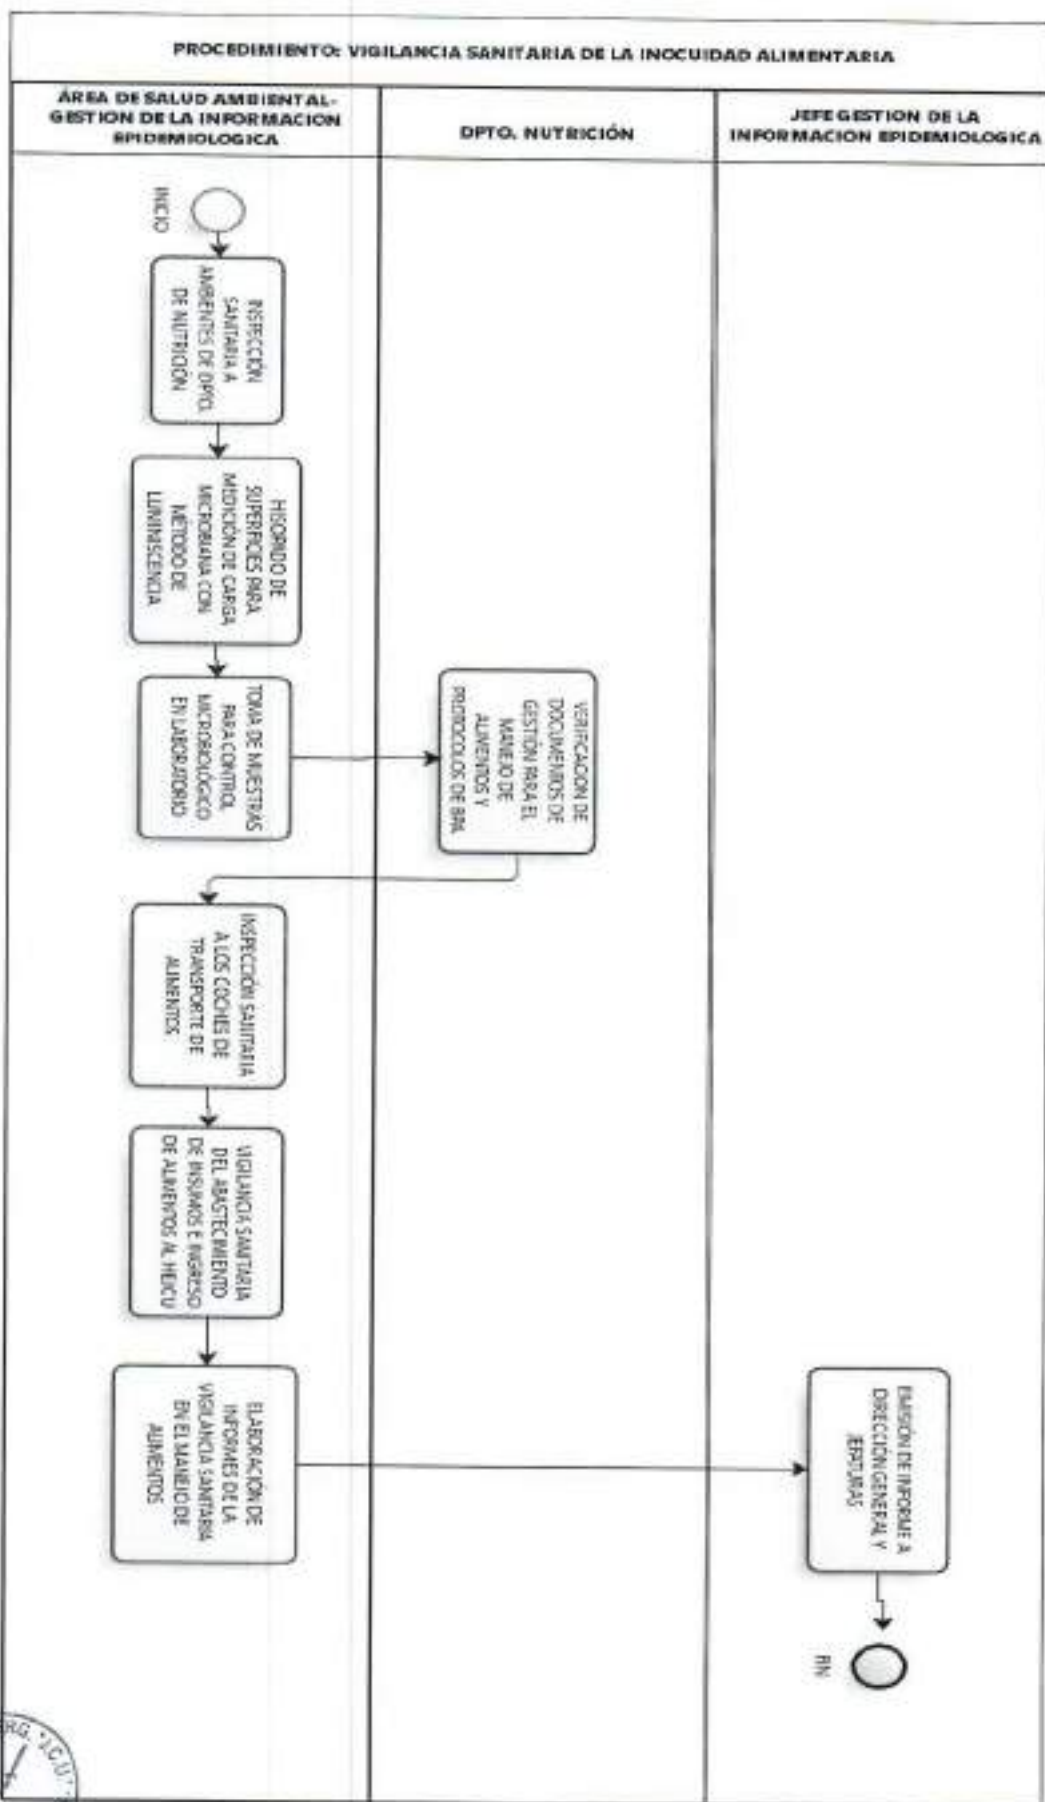 PROCEDIMIENTO: VIGILANCIA SANITARIA DE LA INOCUIDAD ALIMENTARIA
ÁREA DE SALUD AMBIENTAL-
GESTION DE LA INFORMACION
EPIDEMIOLOGICA
DPTO. NUTRICIÓN
JEFE GESTION DE LA
INFORMACION EPIDEMIOLOGICA
INICIO
INSPECCIÓN
SANITARIA A
AMBIENTES DE DPTO.
DE NUTRICIÓN
HISOPADO DE
SUPERFICIES PARA
MEDICIÓN DE CARGA
MICROBIANA CON
MÉTODO DE
LUMINISCENCIA
TOMA DE MUESTRAS
PARA CONTROL
MICROBIOLÓGICO
EN LABORATORIO
VERIFICACION DE
DOCUMENTOS DE
GESTIÓN PARA EL
MANEJO DE
ALIMENTOS Y
PROTOCOLOS DE BPA
INSPECCIÓN SANITARIA
A LOS COCHES DE
TRANSPORTE DE
ALIMENTOS
VIGILANCIA SANITARIA
DEL ABASTECIMIENTO
DE INSUMOS E INGRESO
DE ALIMENTOS AL HEJCU
ELABORACIÓN DE
INFORMES DE LA
VIGILANCIA SANITARIA
EN EL MANEJO DE
ALIMENTOS
EMISIÓN DE INFORME A
DIRECCIÓN GENERAL Y
JEFATURAS
FIN
RG. "J.C.U."